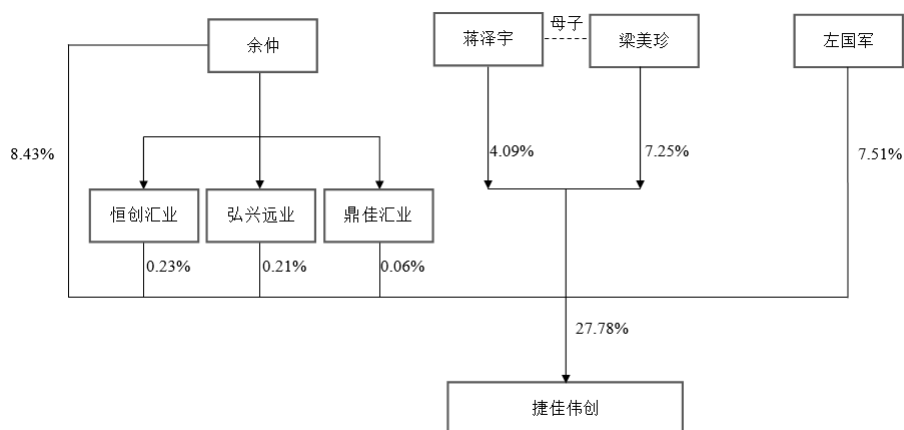 余仲
蒋泽宇
母子
梁美珍
左国军
8.43%
4.09%
7.25%
7.51%
恒创汇业
弘兴远业
鼎佳汇业
0.23%
0.21%
0.06%
27.78%
捷佳伟创